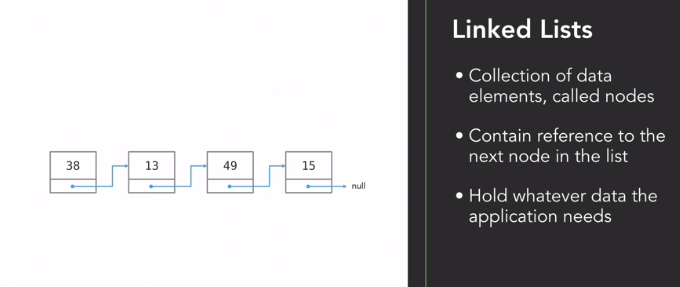 Linked Lists
• Collection of data
elements, called nodes
• Contain reference to the
next node in the list
• Hold whatever data the
application needs
38 13 49 15
null